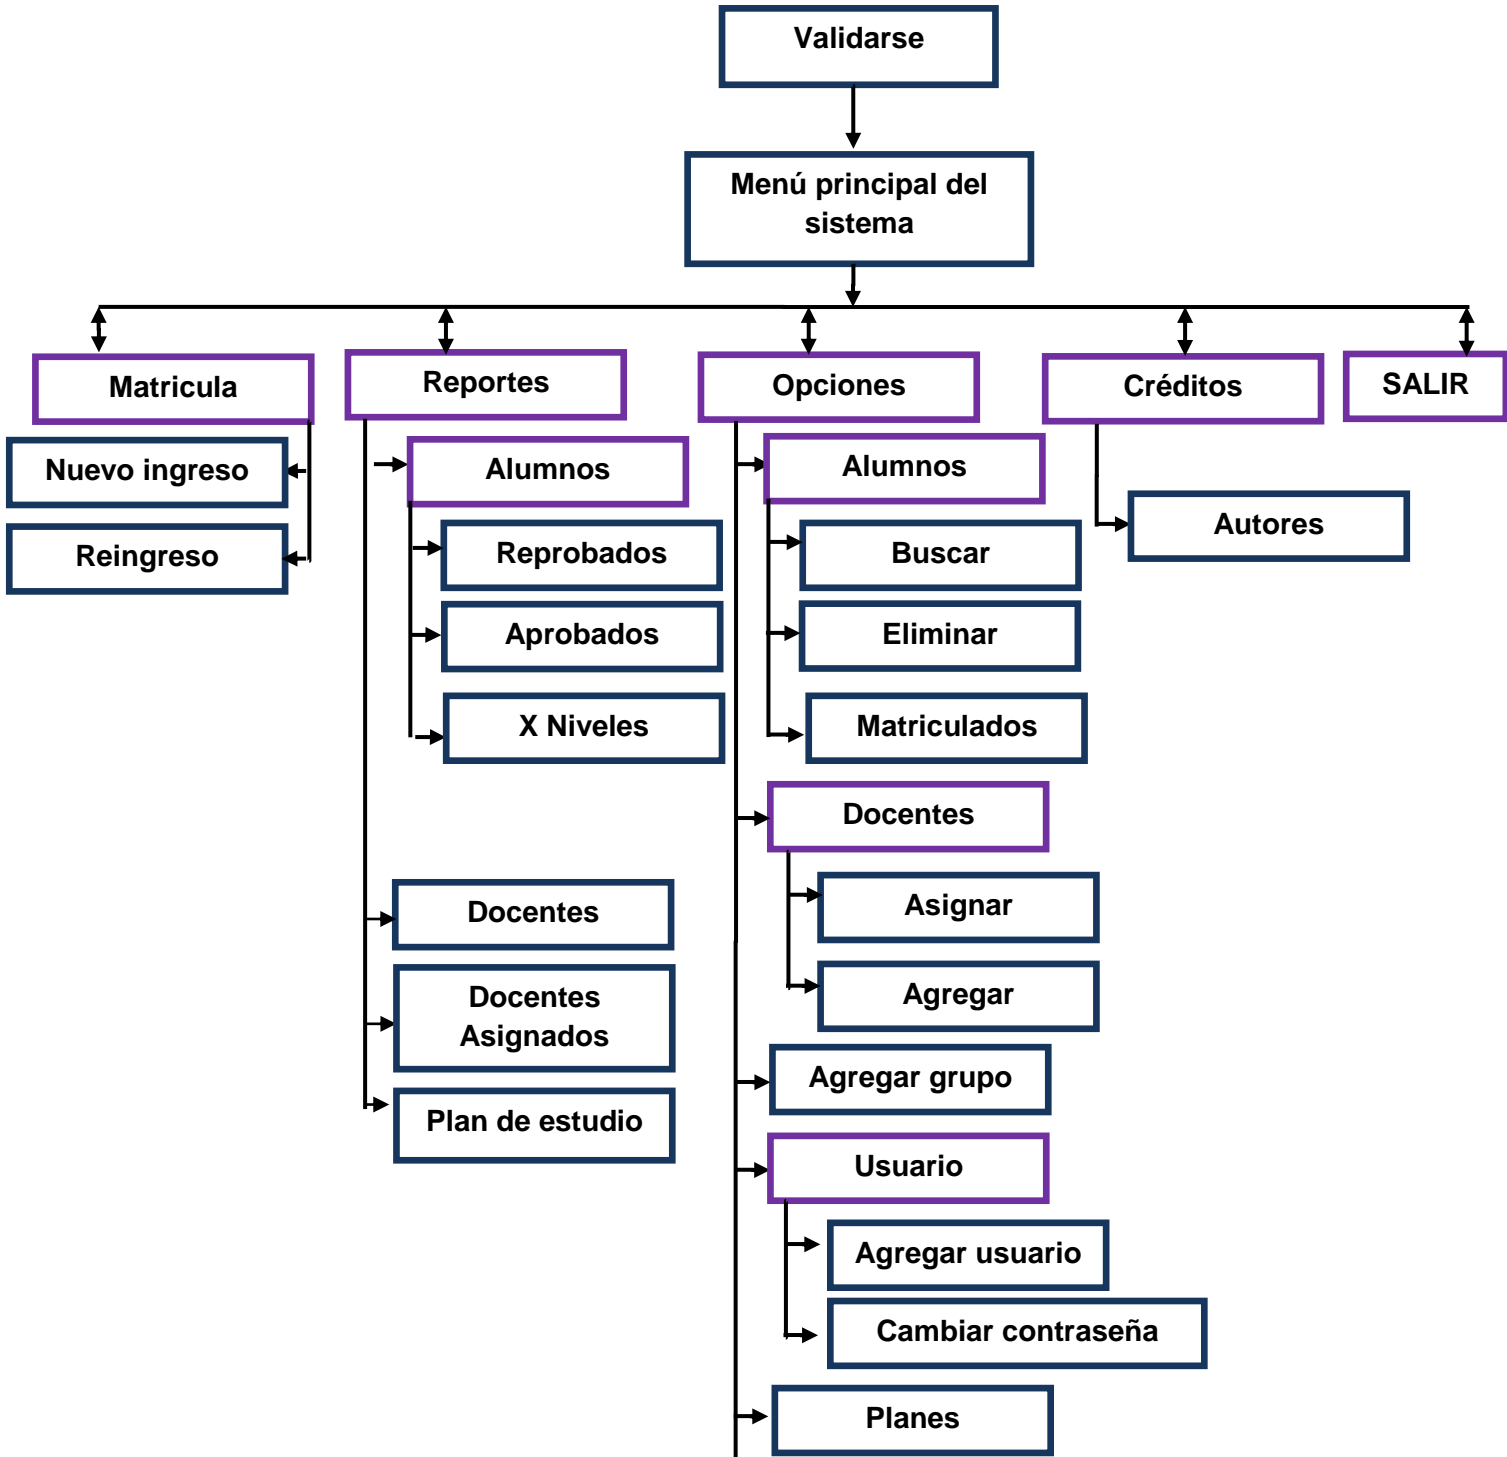 Validarse
Menú principal del
sistema
Matricula
Reportes
Opciones
Créditos
SALIR
Nuevo ingreso
Reingreso
Alumnos
Reprobados
Aprobados
X Niveles
Docentes
Docentes
Asignados
Plan de estudio
Alumnos
Buscar
Eliminar
Matriculados
Docentes
Asignar
Agregar
Agregar grupo
Usuario
Agregar usuario
Cambiar contraseña
Planes
Autores